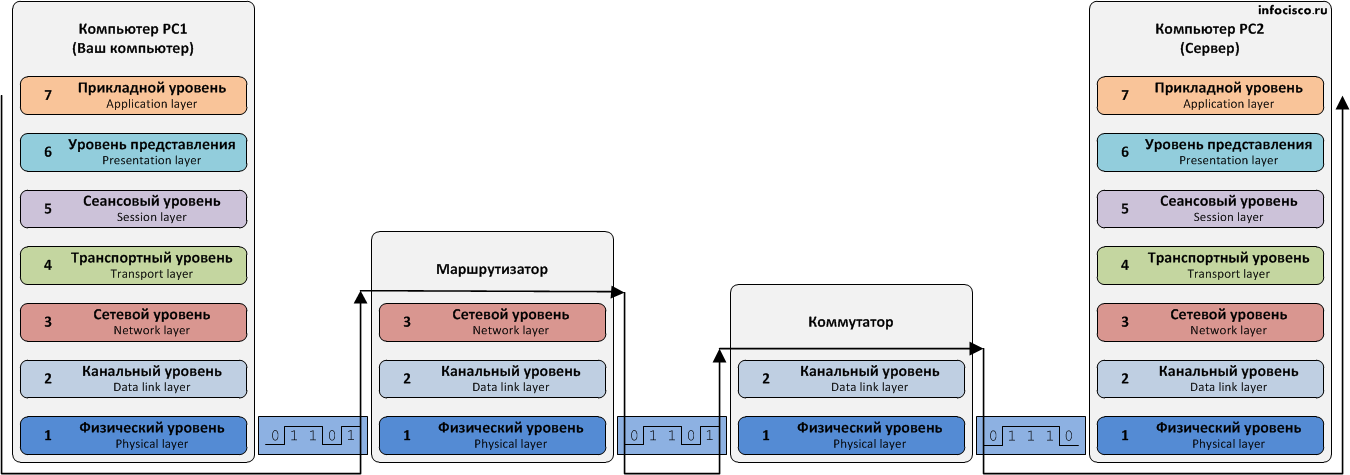 infocisco.ru
Компьютер PC1
(Ваш компьютер)
7 Прикладной уровень
Application layer
6 Уровень представления
Presentation layer
5 Сеансовый уровень
Session layer
4 Транспортный уровень
Transport layer
3 Сетевой уровень
Network layer
2 Канальный уровень
Data link layer
1 Физический уровень
Physical layer
0 1 1 0 1
Маршрутизатор
3 Сетевой уровень
Network layer
2 Канальный уровень
Data link layer
1 Физический уровень
Physical layer
0 1 1 0 1
Коммутатор
2 Канальный уровень
Data link layer
1 Физический уровень
Physical layer
0 1 1 1 0
Компьютер PC2
(Сервер)
7 Прикладной уровень
Application layer
6 Уровень представления
Presentation layer
5 Сеансовый уровень
Session layer
4 Транспортный уровень
Transport layer
3 Сетевой уровень
Network layer
2 Канальный уровень
Data link layer
1 Физический уровень
Physical layer